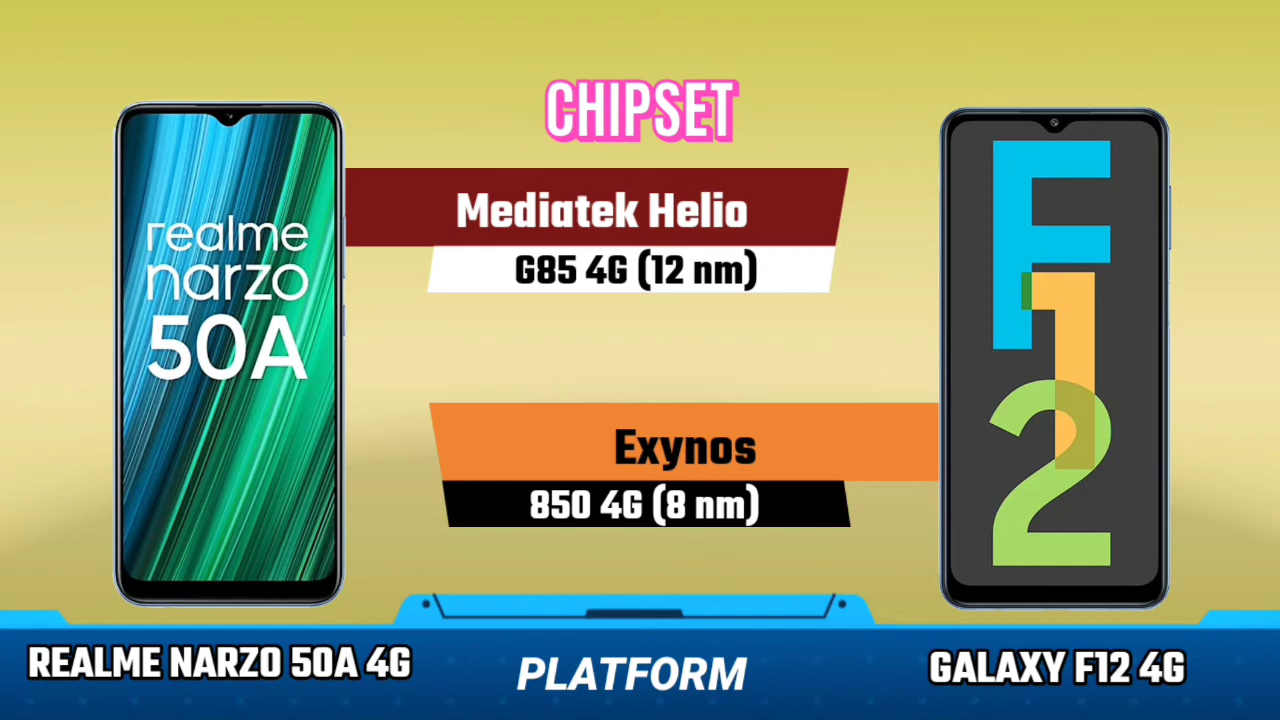 CHIPSET
realme
narzo
50A
Mediatek Helio
G85 4G (12 nm)
Exynos
850 4G (8 nm)
F12
REALME NARZO 50A 4G
PLATFORM
GALAXY F12 4G